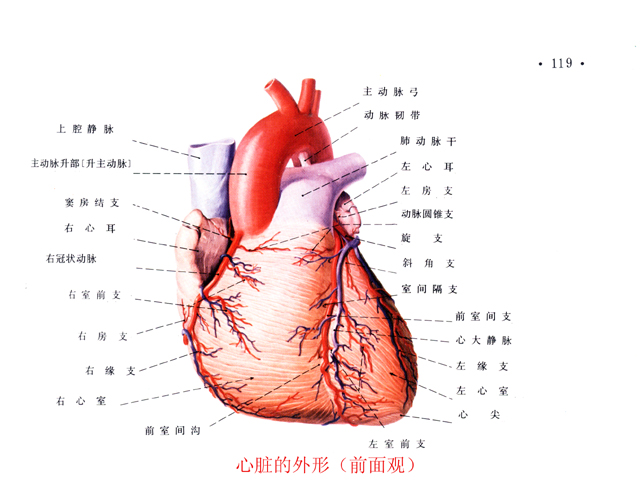 • 119 •
上腔静脉
主动脉升部[升主动脉]
窦房结支
右心耳
右冠状动脉
右室前支
右房支
右缘支
右心室
前室间沟
主动脉弓
动脉韧带
肺动脉干
左心耳
左房支
动脉圆锥支
旋支
斜角支
室间隔支
前室间支
心大静脉
左缘支
左心室
心尖
左室前支
心脏的外形(前面观)